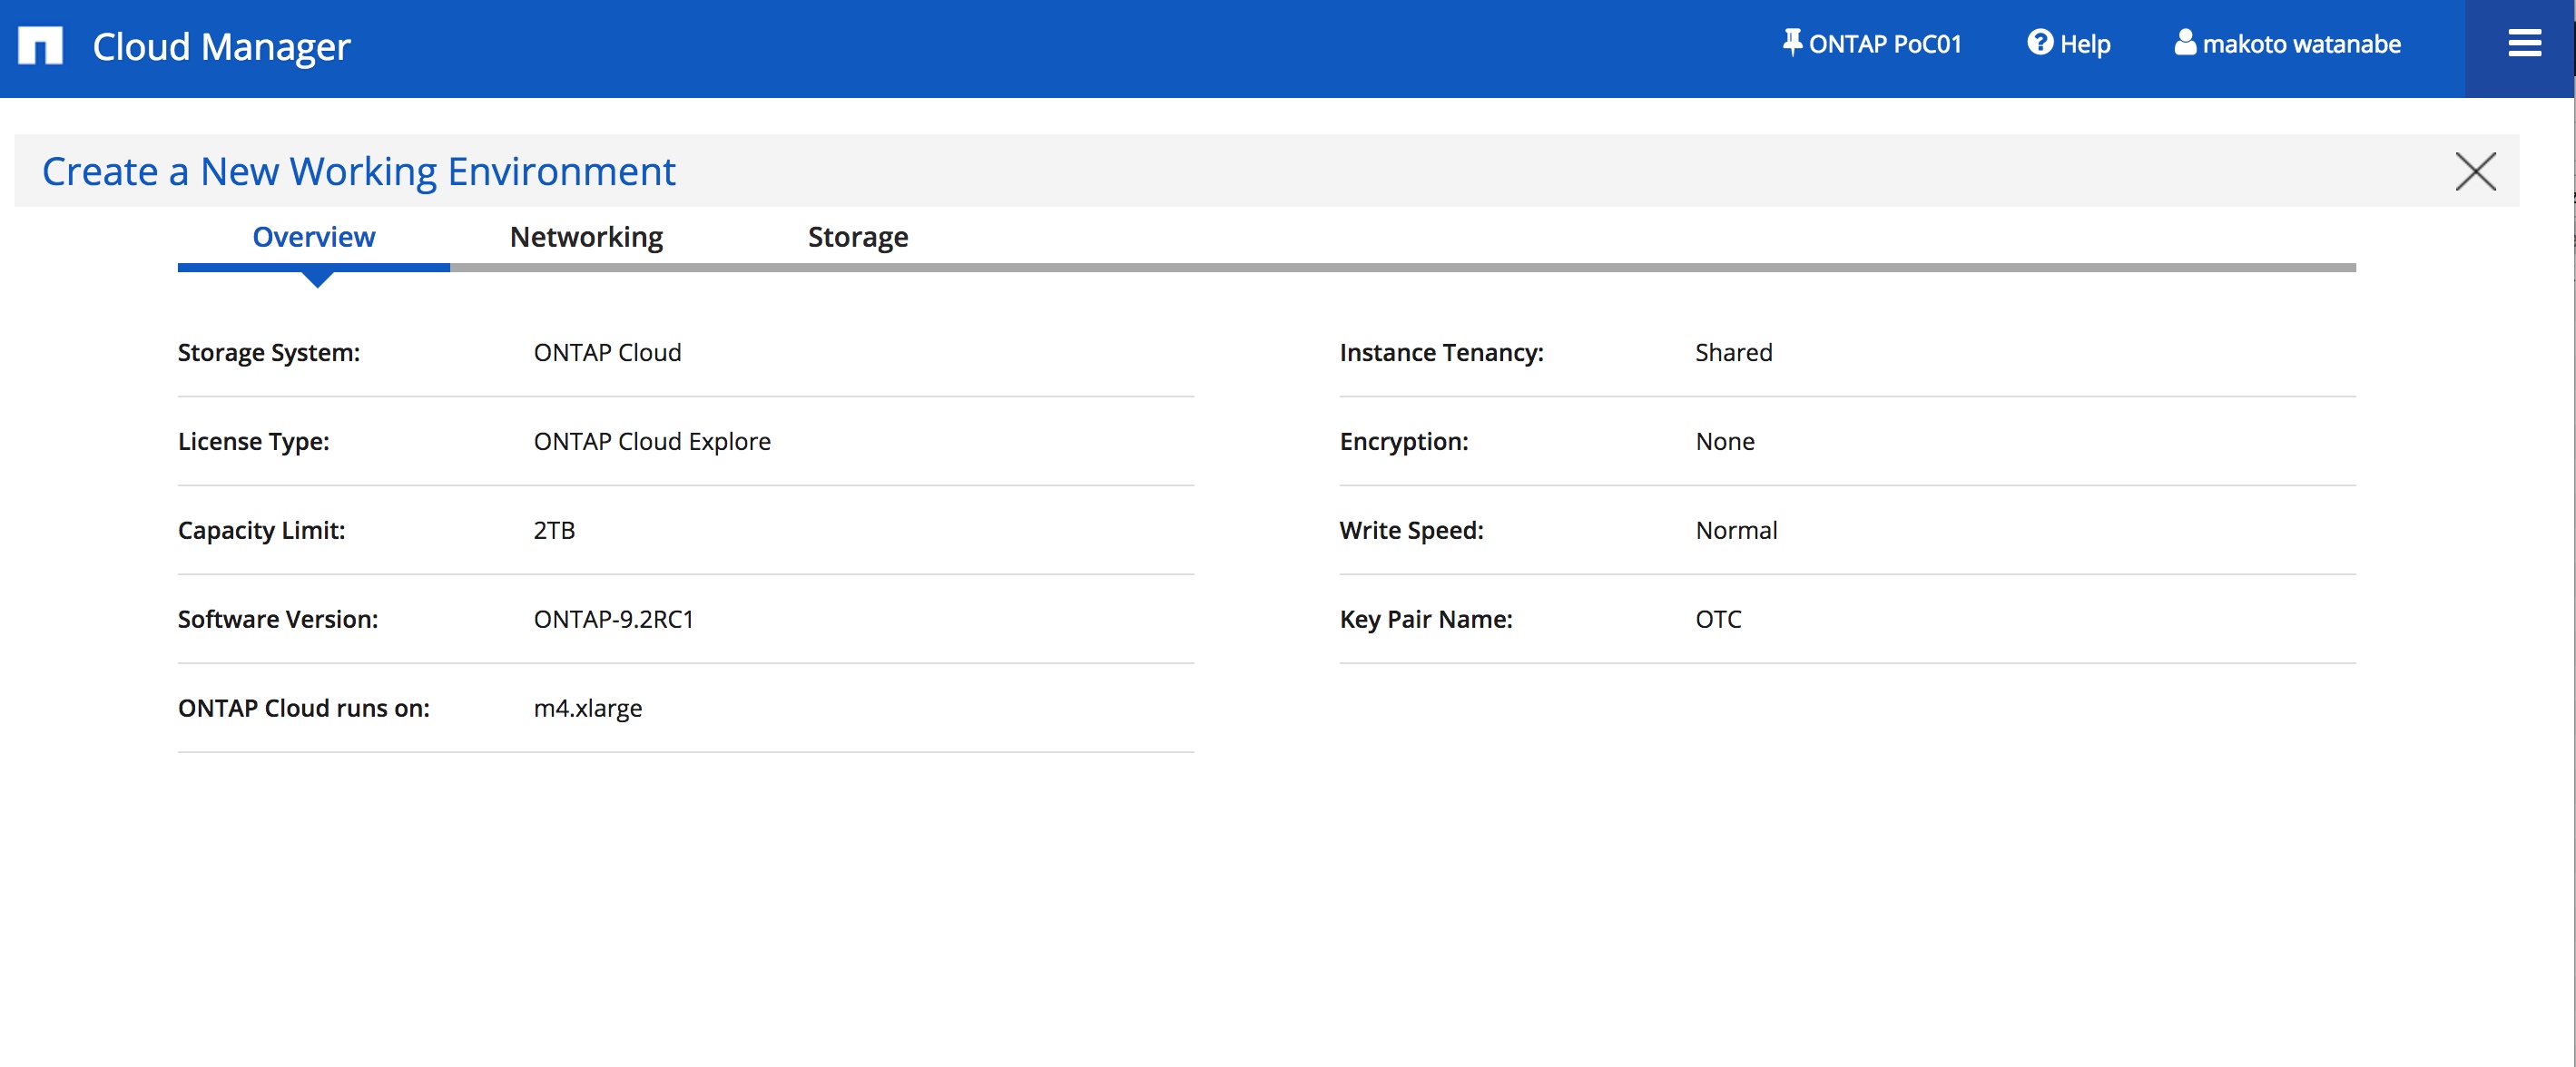 Cloud Manager
ONTAP PoC01
Help
makoto watanabe
Create a New Working Environment
Overview
Networking
Storage
Storage System: ONTAP Cloud
License Type: ONTAP Cloud Explore
Capacity Limit: 2TB
Software Version: ONTAP-9.2RC1
ONTAP Cloud runs on: m4.xlarge
Instance Tenancy: Shared
Encryption: None
Write Speed: Normal
Key Pair Name: OTC